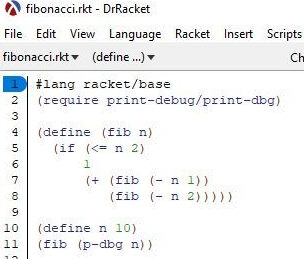 fibonacci.rkt - DrRacket
File Edit View Language Racket Insert Scripts
fibonacci.rkt▾ (define ...)▾ Ch
1 #lang racket/base
2 (require print-debug/print-dbg)
3
4 (define (fib n)
5 (if (<= n 2)
6 1
7 (+ (fib (- n 1))
8 (fib (- n 2)))))
9
10 (define n 10)
11 (fib (p-dbg n))